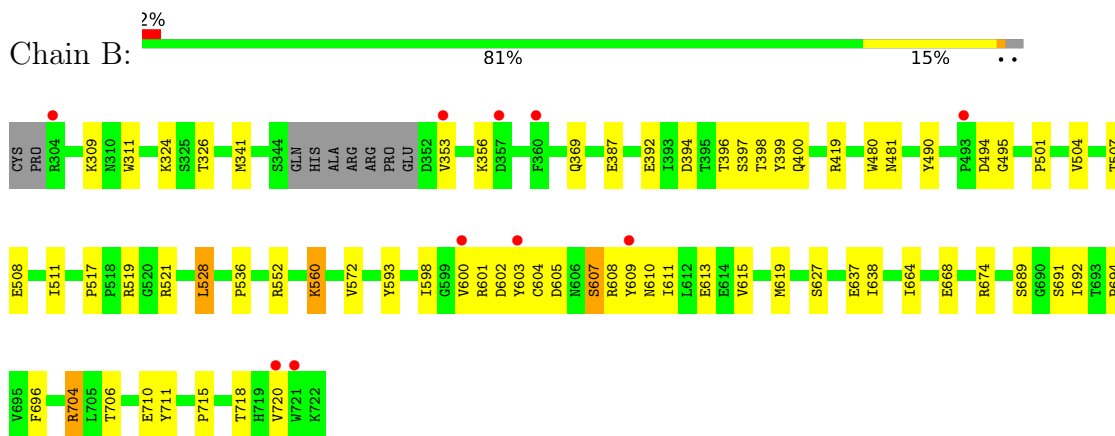 2%
Chain B:
81% 15% • •
CYS PRO R304 K309 N310 W311 K324 S325 T326 M341 S344 GLN HIS ALA ARG ARG PRO GLU D352 V353 K356 D357 F360 Q369 E387 E392 I393 D394 T395 T396 S397 T398 Y399 Q400 R419 W480 N481 Y490 P493 D494 G495 P501 V504 T507
E508 I511 P517 P518 R519 G520 R521 L528 P536 R552 K560 V572 Y593 I598 G599 V600 R601 D602 Y603 C604 D605 N606 S607 R608 Y609 N610 I611 L612 E613 E614 V615 M619 S627 E637 I638 I664 E668 R674 S689 G690 S691 I692 T693 P694
V695 F696 R704 L705 T706 E710 Y711 P715 T718 H719 V720 W721 K722